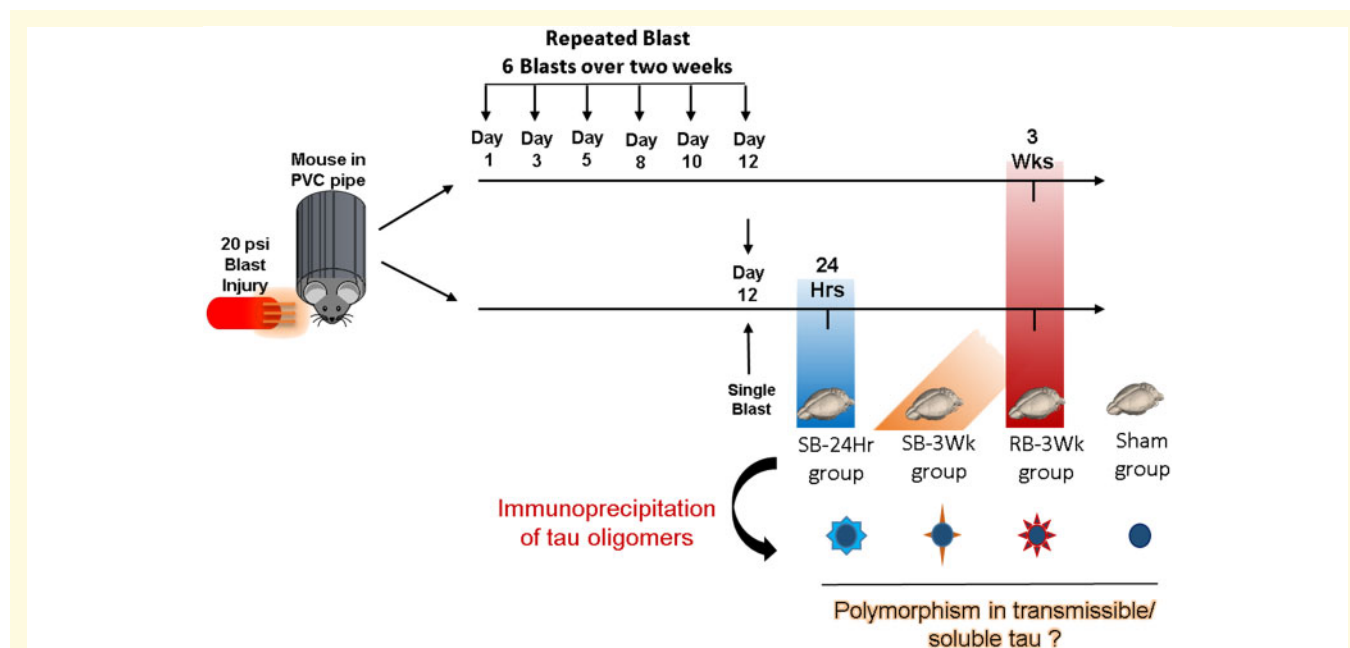 Repeated Blast
6 Blasts over two weeks
Day
1
Day
3
Day
5
Day
8
Day
10
Day
12
3
Wks
Mouse in
PVC pipe
20 psi
Blast
Injury
Day
12
24
Hrs
Single
Blast
SB-24Hr
group
SB-3Wk
group
RB-3Wk
group
Sham
group
Immunoprecipitation
of tau oligomers
Polymorphism in transmissible/
soluble tau ?